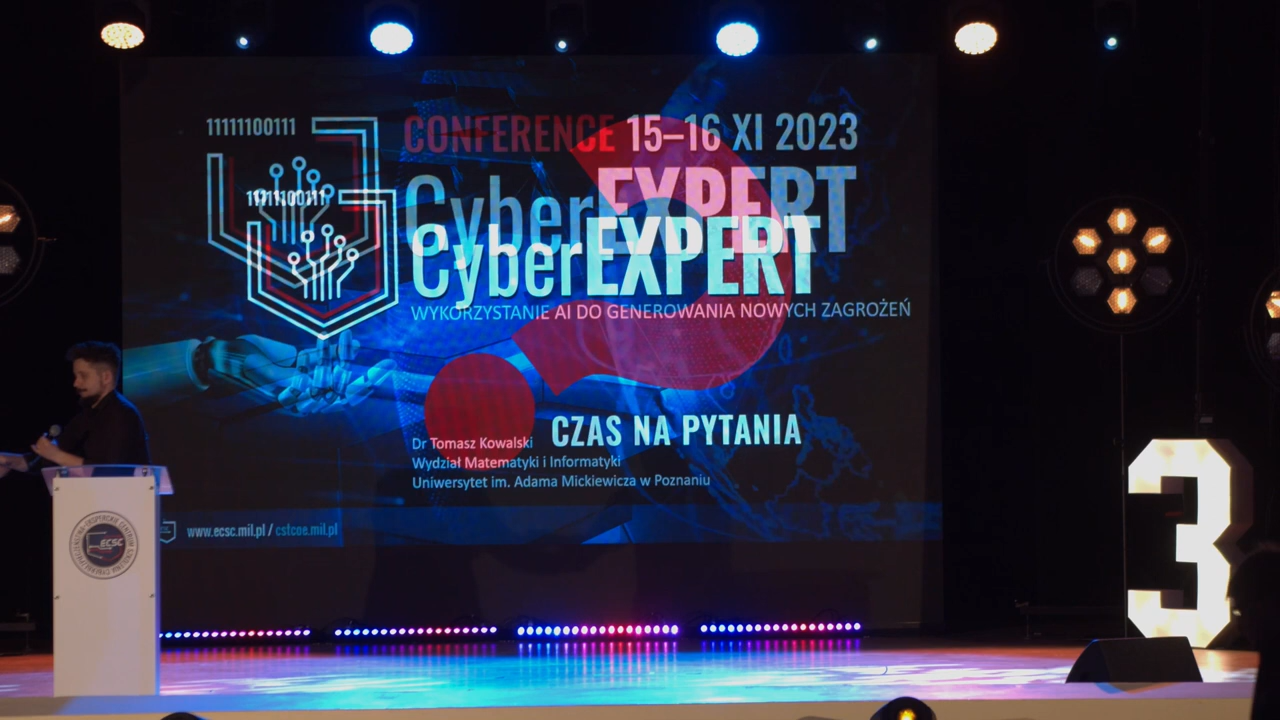 11111100111
CONFERENCE 15–16 XI 2023
CyberEXPERT
11111100111
CyberEXPERT
WYKORZYSTANIE AI DO GENEROWANIA NOWYCH ZAGROŻEŃ
CZAS NA PYTANIA
Dr Tomasz Kowalski
Wydział Matematyki i Informatyki
Uniwersytet im. Adama Mickiewicza w Poznaniu
www.ecsc.mil.pl / cstcoe.mil.pl
ECSC
3